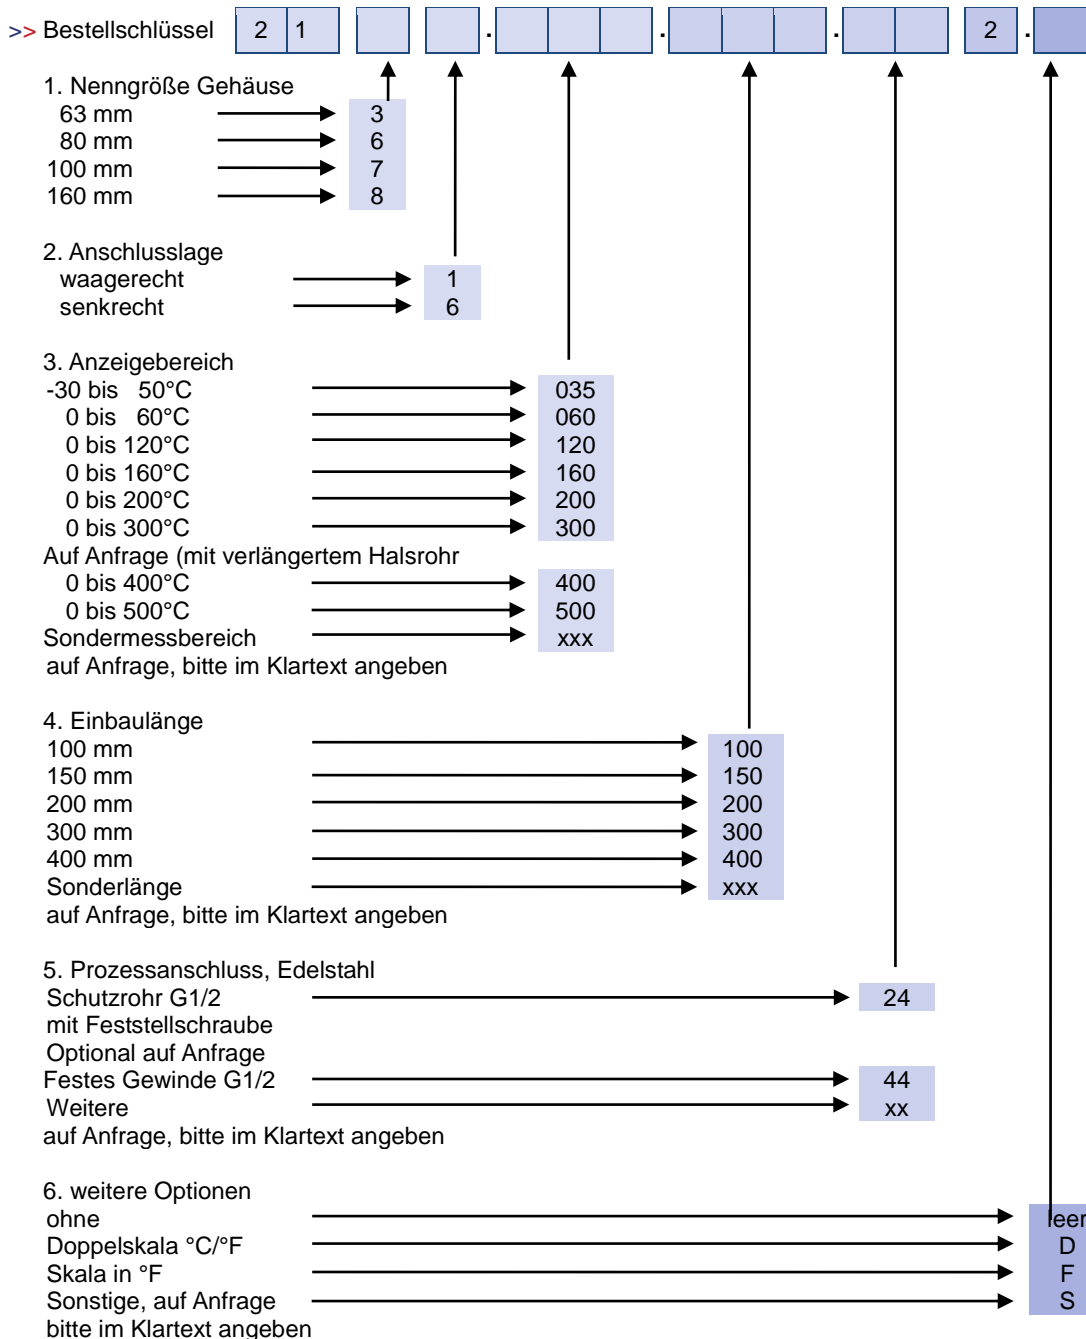 >> Bestellschlüssel 2 1 . . . 2 .
1. Nenngröße Gehäuse
63 mm 3
80 mm 6
100 mm 7
160 mm 8
2. Anschlusslage
waagerecht 1
senkrecht 6
3. Anzeigebereich
-30 bis 50°C 035
0 bis 60°C 060
0 bis 120°C 120
0 bis 160°C 160
0 bis 200°C 200
0 bis 300°C 300
Auf Anfrage (mit verlängertem Halsrohr
0 bis 400°C 400
0 bis 500°C 500
Sondermessbereich xxx
auf Anfrage, bitte im Klartext angeben
4. Einbaulänge
100 mm 100
150 mm 150
200 mm 200
300 mm 300
400 mm 400
Sonderlänge xxx
auf Anfrage, bitte im Klartext angeben
5. Prozessanschluss, Edelstahl
Schutzrohr G1/2 24
mit Feststellschraube
Optional auf Anfrage
Festes Gewinde G1/2 44
Weitere xx
auf Anfrage, bitte im Klartext angeben
6. weitere Optionen
ohne leer
Doppelskala °C/°F D
Skala in °F F
Sonstige, auf Anfrage S
bitte im Klartext angeben